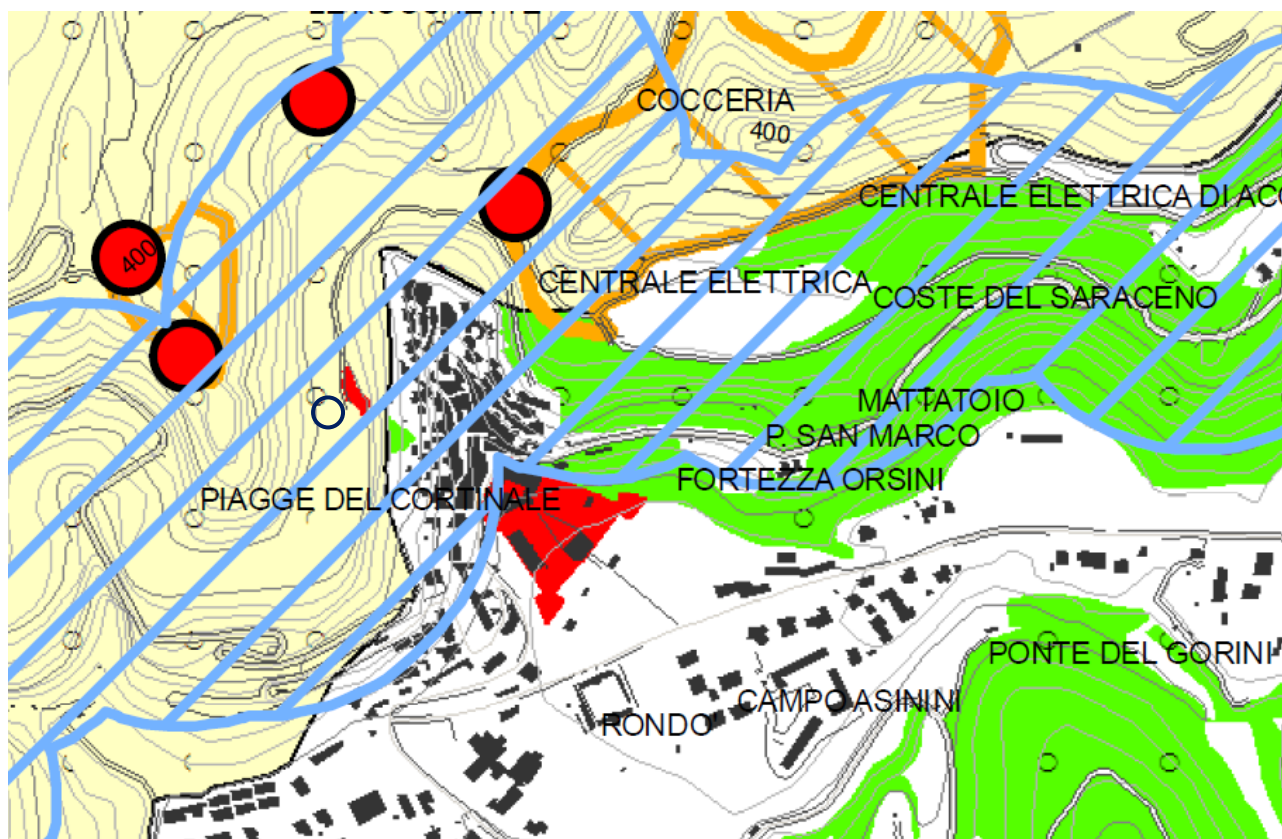 COCCERIA
400
CENTRALE ELETTRICA DI ACC
400
CENTRALE ELETTRICA
COSTE DEL SARACENO
MATTATOIO
P. SAN MARCO
FORTEZZA ORSINI
PIAGGE DEL CORTINALE
PONTE DEL GORINI
CAMPO ASININI
RONDO'